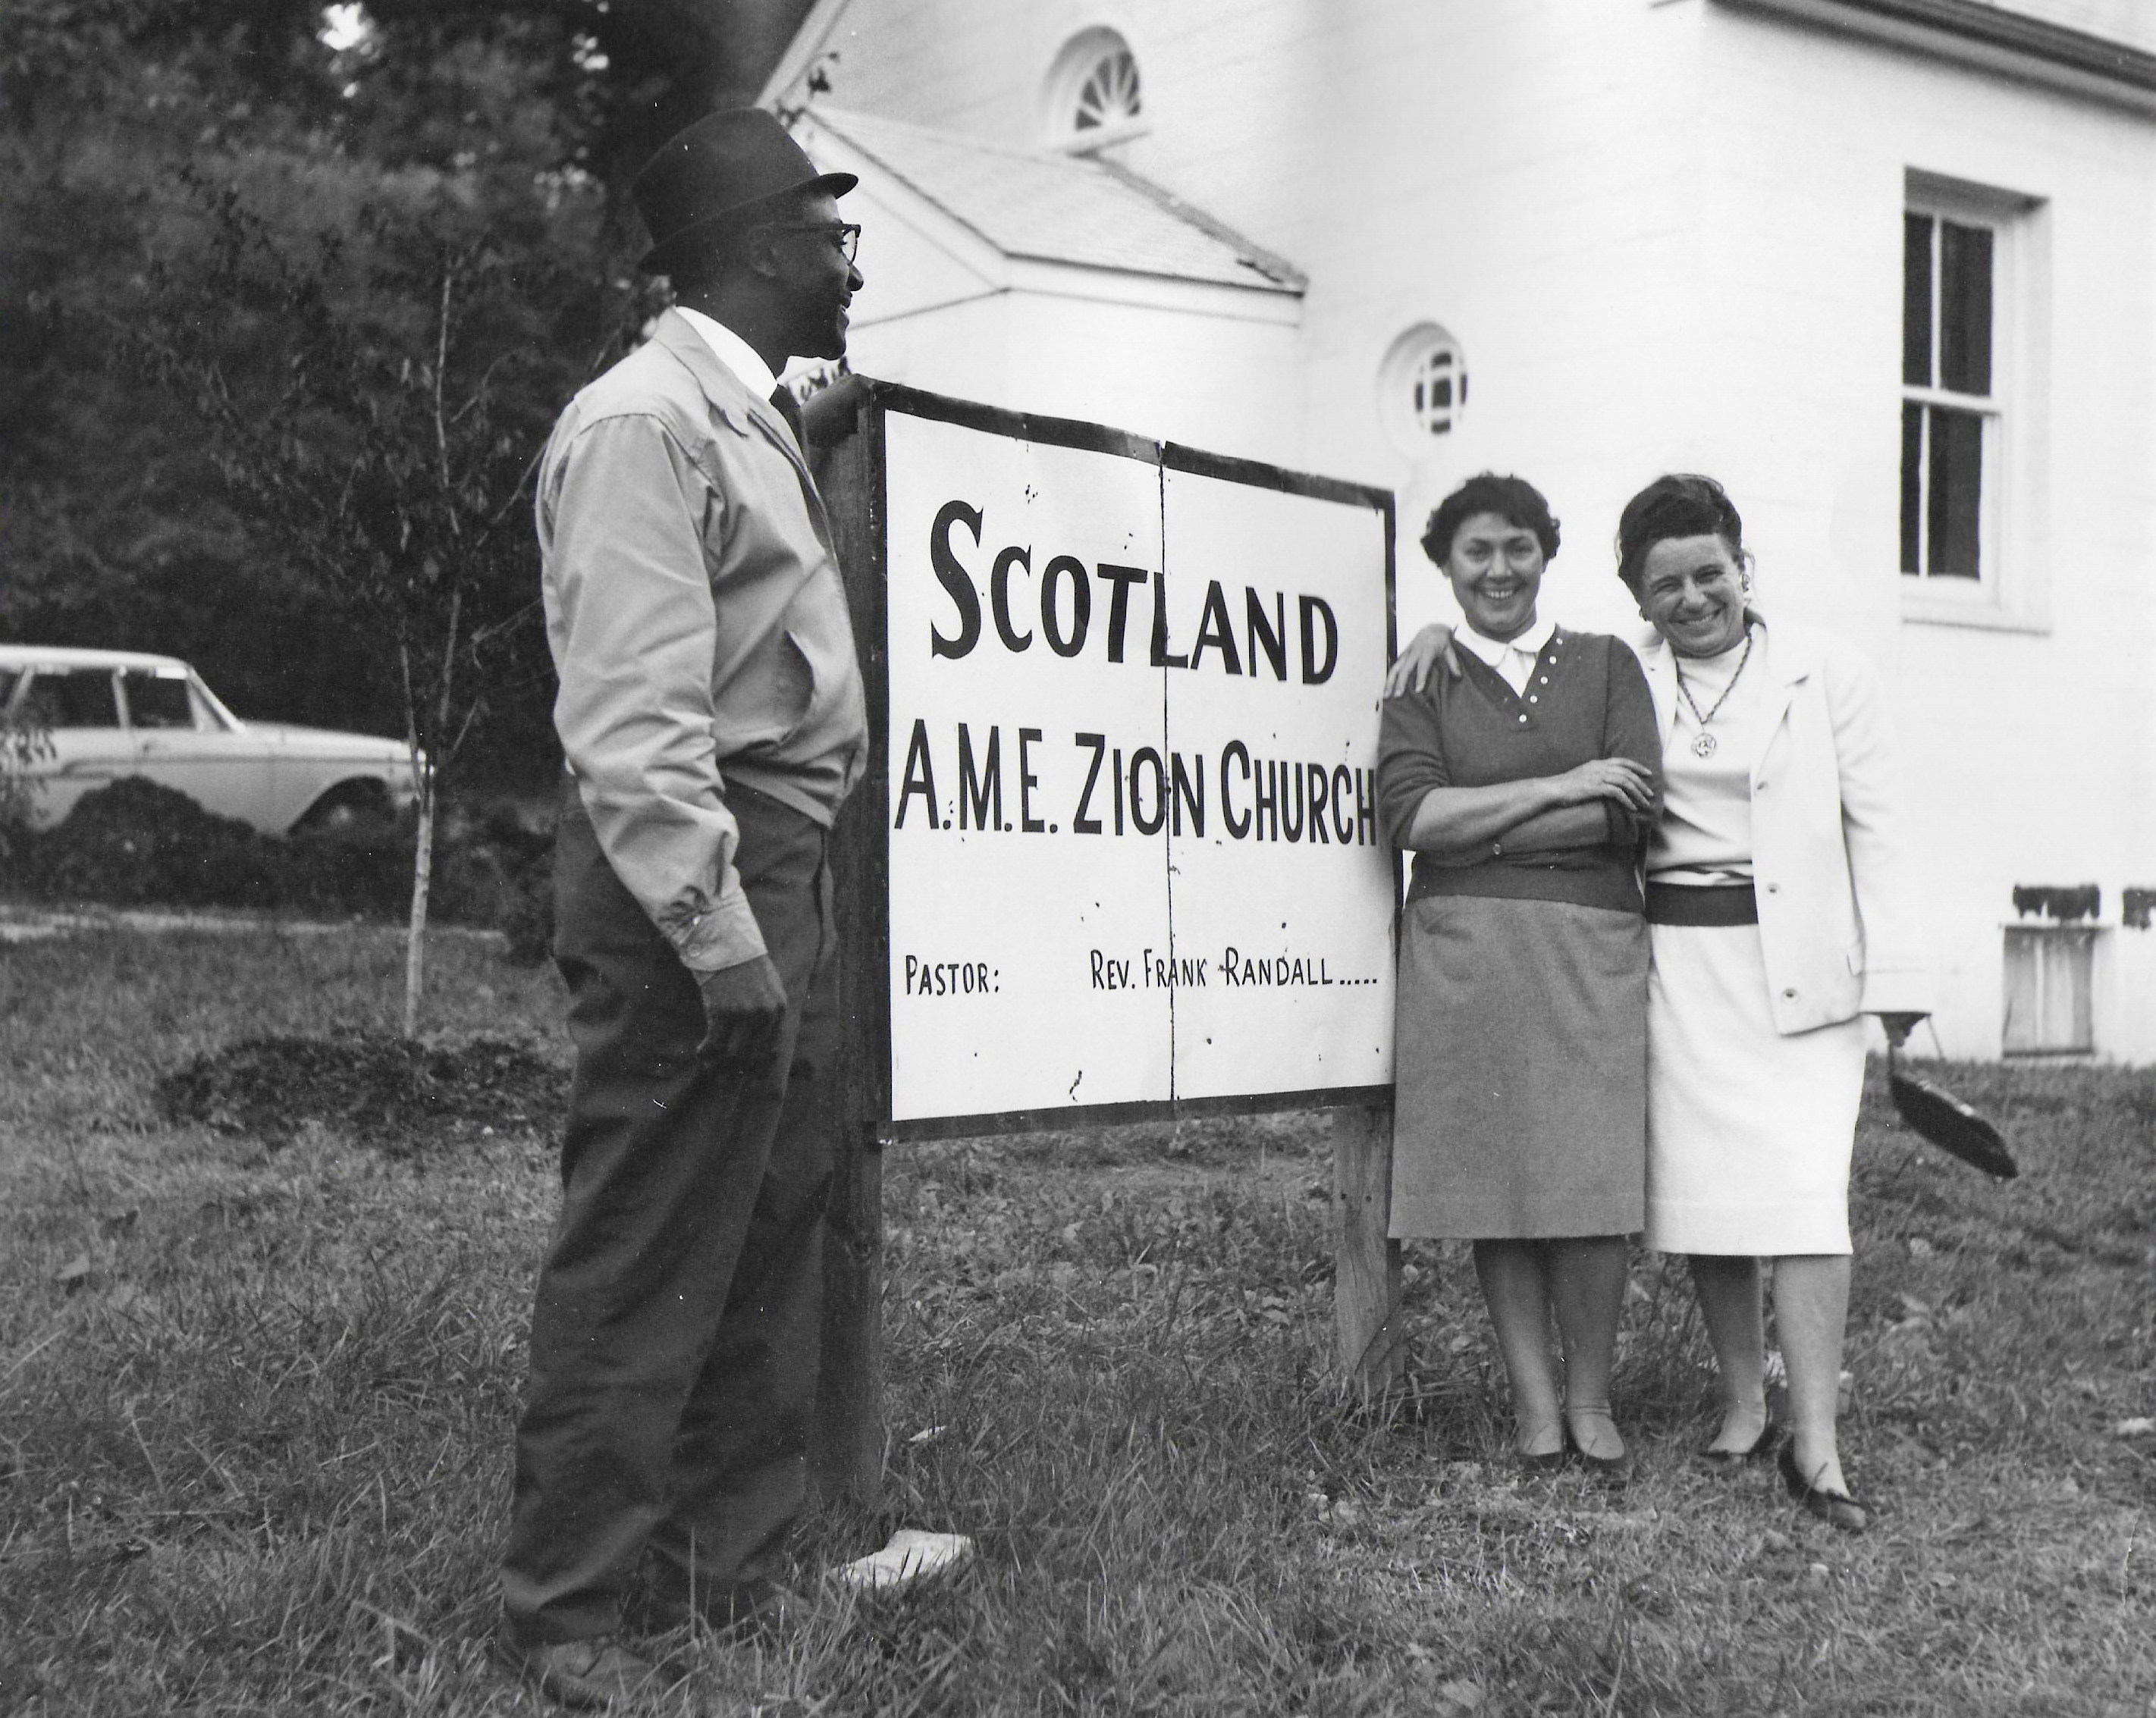 SCOTLAND
A.M.E. ZION CHURCH
PASTOR: REV. FRANK RANDALL.....